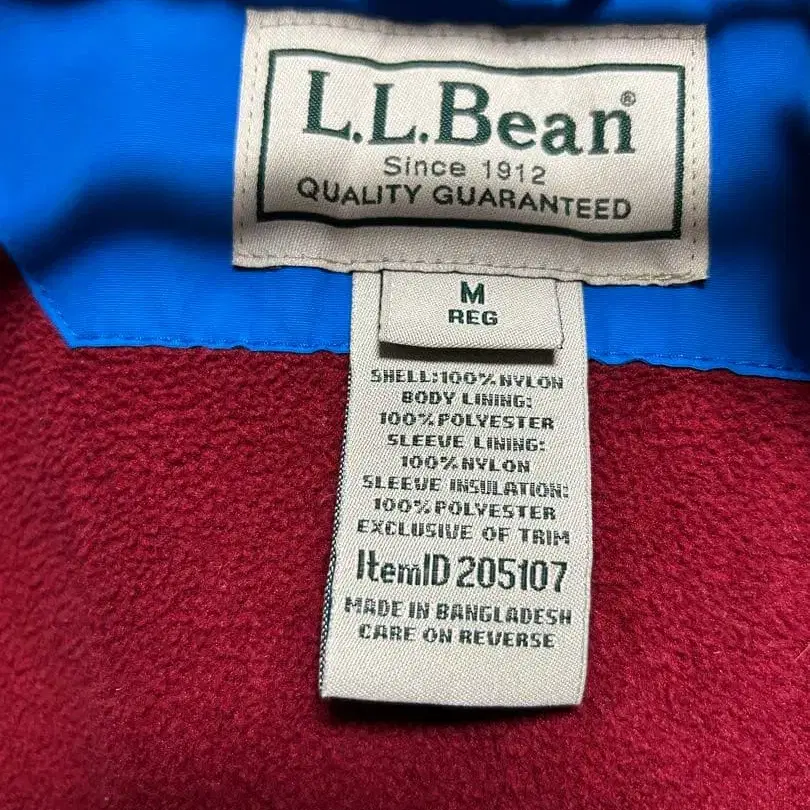 L.L.Bean®
Since 1912
QUALITY GUARANTEED
M
REG
SHELL:100%NYLON
BODY LINING:
100%POLYESTER
SLEEVE LINING:
100%NYLON
SLEEVE INSULATION:
100%POLYESTER
EXCLUSIVE OF TRIM
ItemID 205107
MADE IN BANGLADESH
CARE ON REVERSE